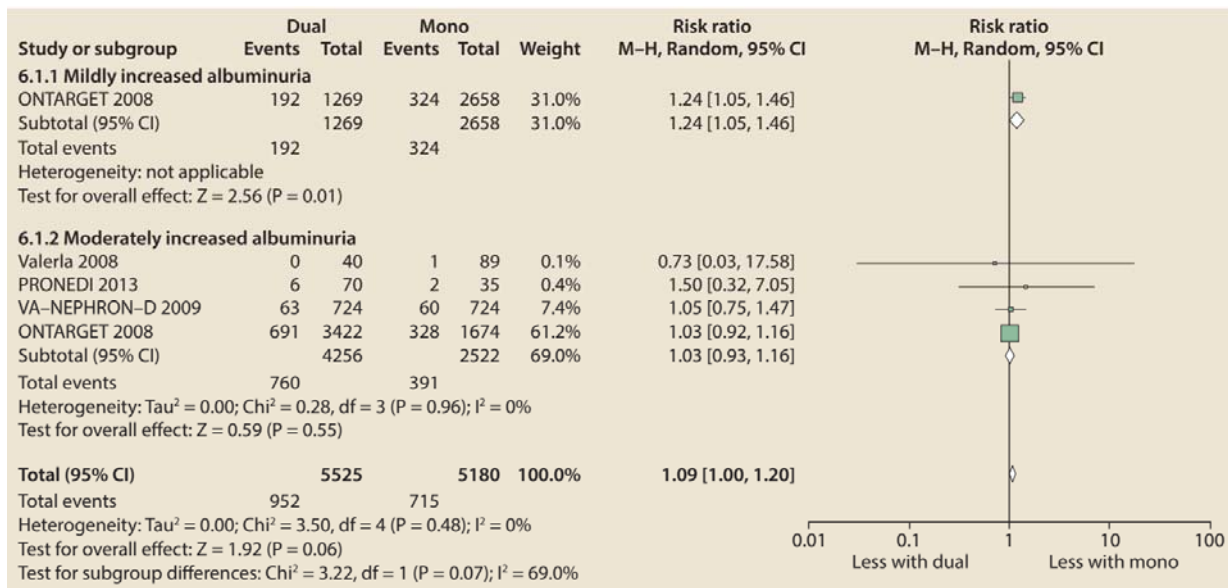 Dual Mono Risk ratio Risk ratio
Study or subgroup Events Total Events Total Weight M–H, Random, 95% CI M–H, Random, 95% CI
6.1.1 Mildly increased albuminuria
ONTARGET 2008 192 1269 324 2658 31.0% 1.24 [1.05, 1.46]
Subtotal (95% CI) 1269 2658 31.0% 1.24 [1.05, 1.46]
Total events 192 324
Heterogeneity: not applicable
Test for overall effect: Z = 2.56 (P = 0.01)
6.1.2 Moderately increased albuminuria
Valerla 2008 0 40 1 89 0.1% 0.73 [0.03, 17.58]
PRONEDI 2013 6 70 2 35 0.4% 1.50 [0.32, 7.05]
VA–NEPHRON–D 2009 63 724 60 724 7.4% 1.05 [0.75, 1.47]
ONTARGET 2008 691 3422 328 1674 61.2% 1.03 [0.92, 1.16]
Subtotal (95% CI) 4256 2522 69.0% 1.03 [0.93, 1.16]
Total events 760 391
Heterogeneity: Tau² = 0.00; Chi² = 0.28, df = 3 (P = 0.96); I² = 0%
Test for overall effect: Z = 0.59 (P = 0.55)
Total (95% CI) 5525 5180 100.0% 1.09 [1.00, 1.20]
Total events 952 715
Heterogeneity: Tau² = 0.00; Chi² = 3.50, df = 4 (P = 0.48); I² = 0%
Test for overall effect: Z = 1.92 (P = 0.06)
Test for subgroup differences: Chi² = 3.22, df = 1 (P = 0.07); I² = 69.0%
0.01 0.1 1 10 100
Less with dual Less with mono